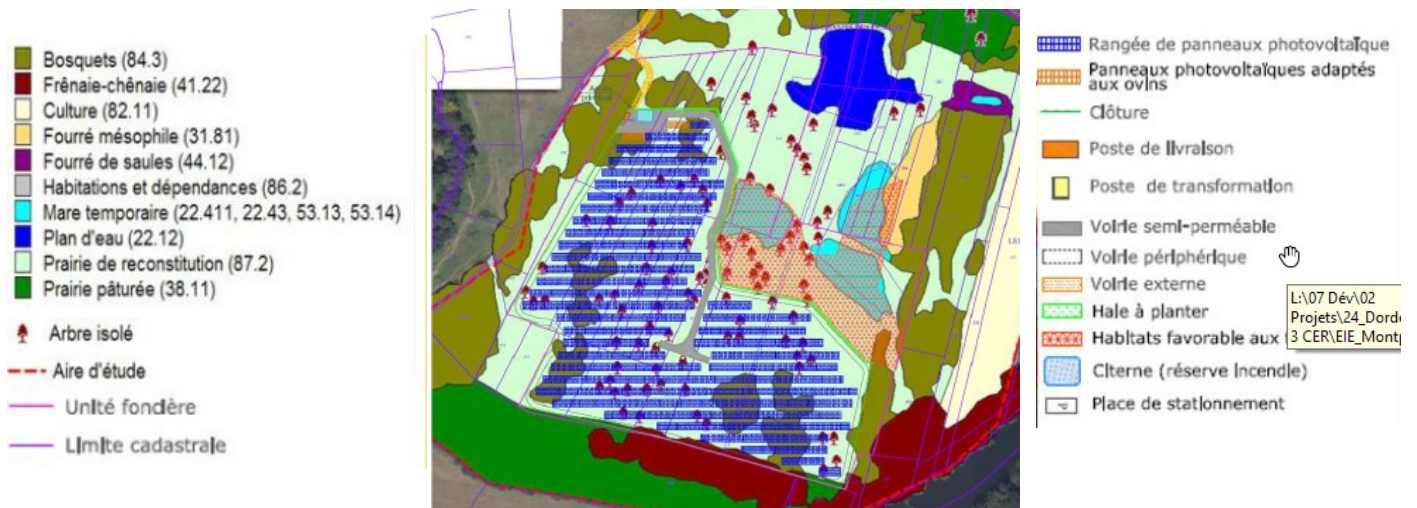 Bosquets (84.3)
Frênaie-chênaie (41.22)
Culture (82.11)
Fourré mésophile (31.81)
Fourré de saules (44.12)
Habitations et dépendances (86.2)
Mare temporaire (22.411, 22.43, 53.13, 53.14)
Plan d'eau (22.12)
Prairie de reconstitution (87.2)
Prairie pâturée (38.11)
Arbre isolé
Aire d'étude
Unité foncière
Limite cadastrale
Rangée de panneaux photovoltaïque
Panneaux photovoltaïques adaptés
aux ovins
Clôture
Poste de livraison
Poste de transformation
Voirie semi-perméable
Voirie périphérique
Voirie externe
Haie à planter
Habitats favorable aux
Citerne (réserve incendie)
Place de stationnement
L:\07 Dév\02
Projets\24_Dord
3 CER\EIE_Mont